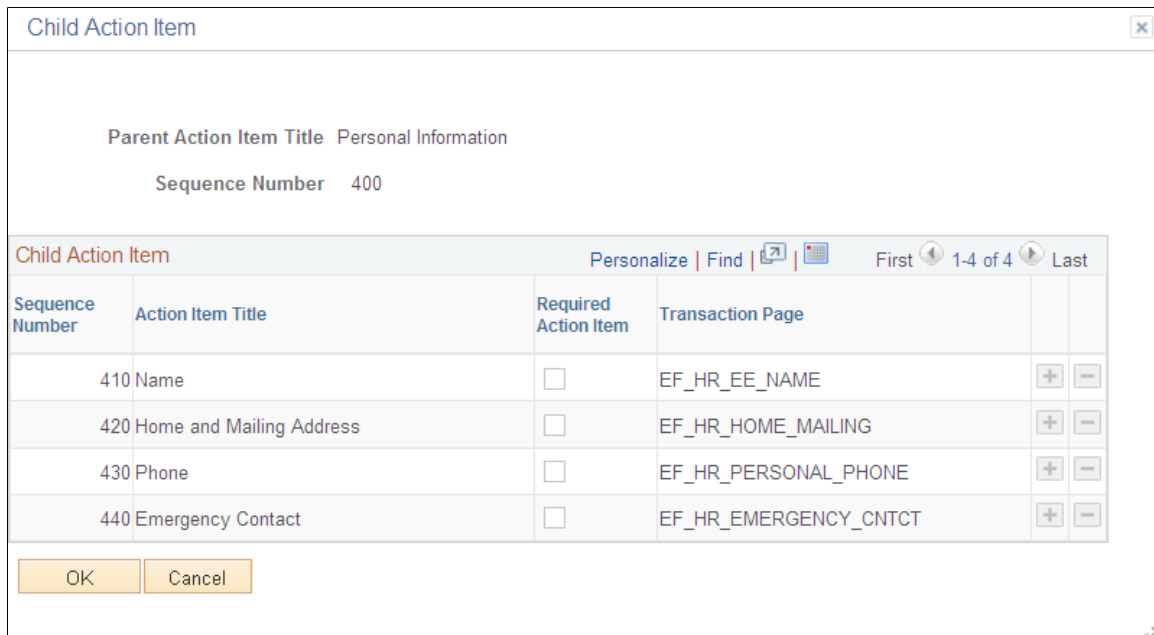 Child Action Item
Parent Action Item Title Personal Information
Sequence Number 400
Child Action Item Personalize | Find | | First 1-4 of 4 Last
Sequence Number Action Item Title Required Action Item Transaction Page
410 Name EF_HR_EE_NAME
420 Home and Mailing Address EF_HR_HOME_MAILING
430 Phone EF_HR_PERSONAL_PHONE
440 Emergency Contact EF_HR_EMERGENCY_CNTCT
OK Cancel